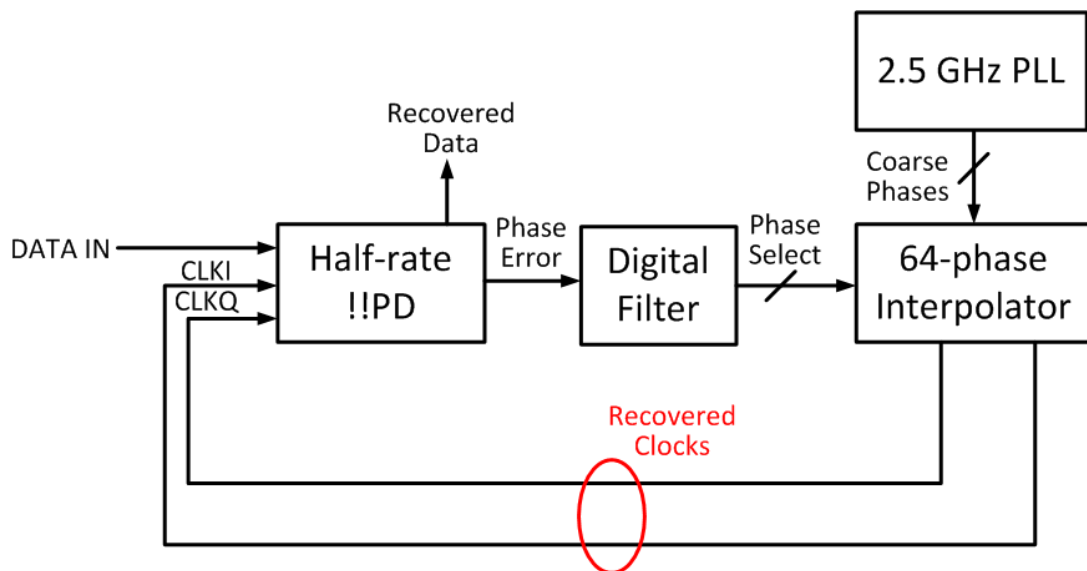 2.5 GHz PLL
Recovered
Data
Coarse
Phases
DATA IN
CLKI
CLKQ
Half-rate
!!PD
Phase
Error
Digital
Filter
Phase
Select
64-phase
Interpolator
Recovered
Clocks